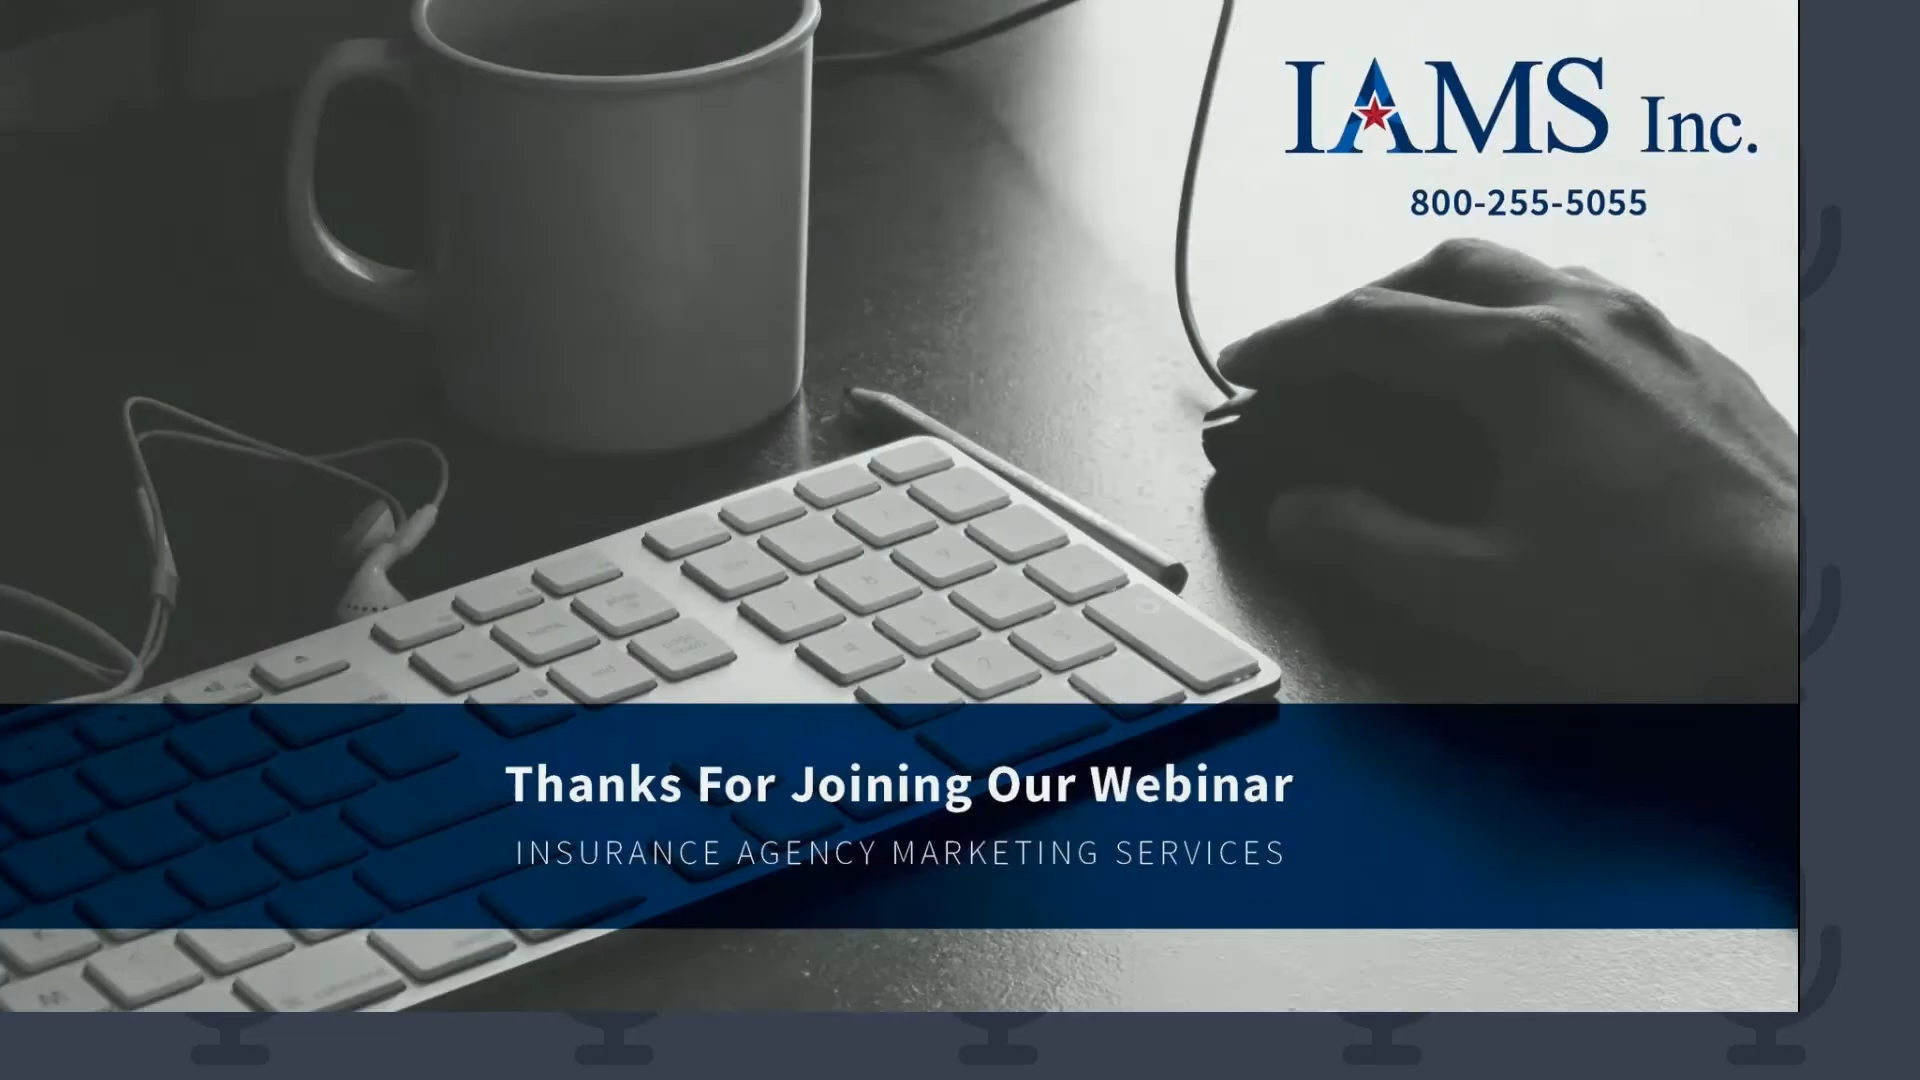 IAMS Inc.
800-255-5055
Thanks For Joining Our Webinar
INSURANCE AGENCY MARKETING SERVICES